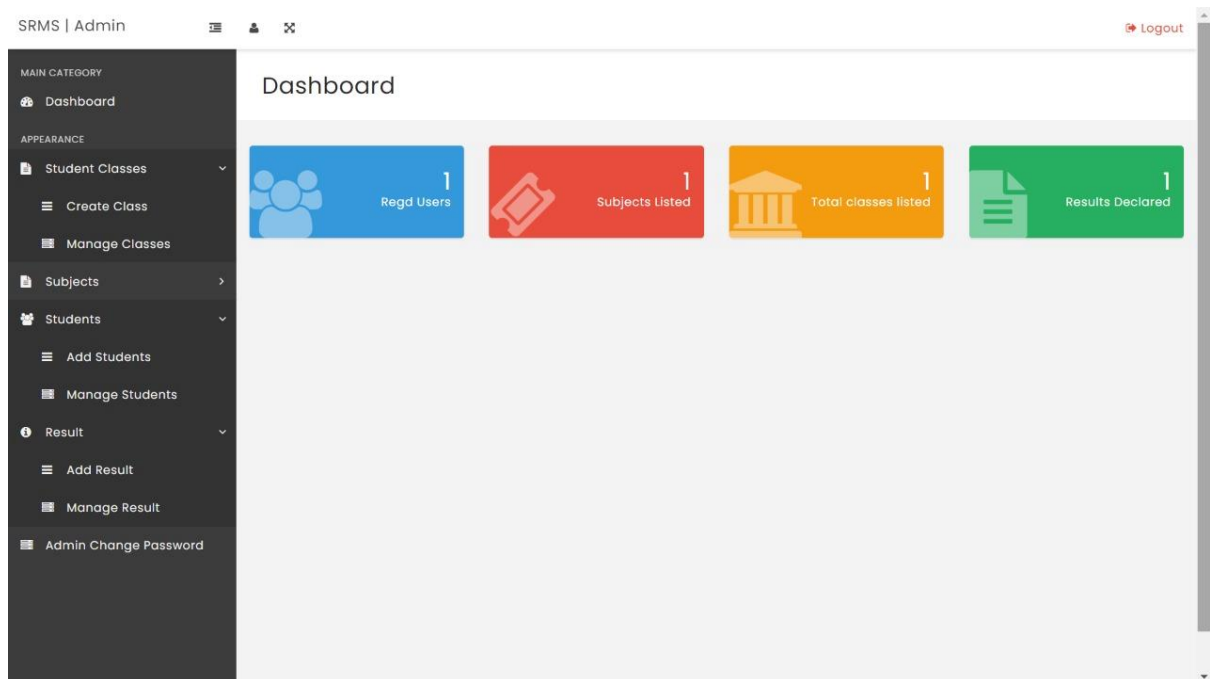 SRMS | Admin
Logout
MAIN CATEGORY
Dashboard
APPEARANCE
Student Classes
Create Class
Manage Classes
Subjects
Students
Add Students
Manage Students
Result
Add Result
Manage Result
Admin Change Password
Dashboard
1
Regd Users
1
Subjects Listed
1
Total classes listed
1
Results Declared